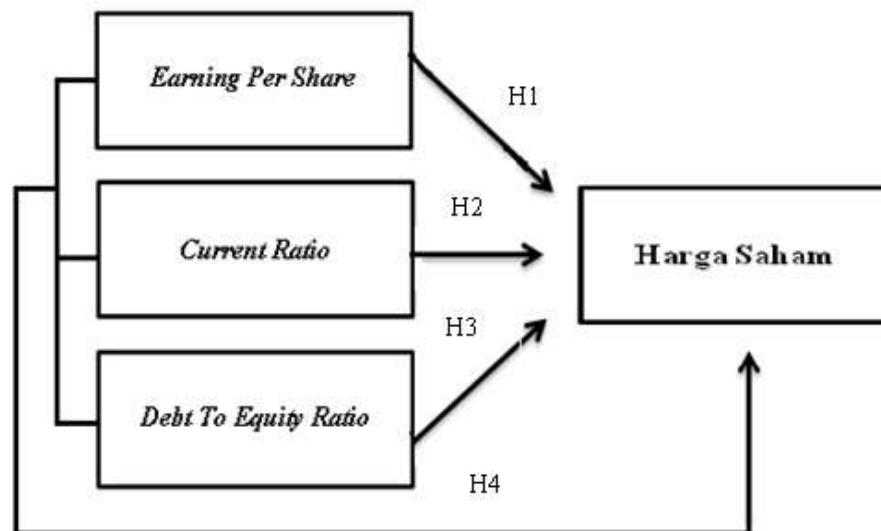 Earning Per Share
H1
H2
Current Ratio
Harga Saham
H3
Debt To Equity Ratio
H4